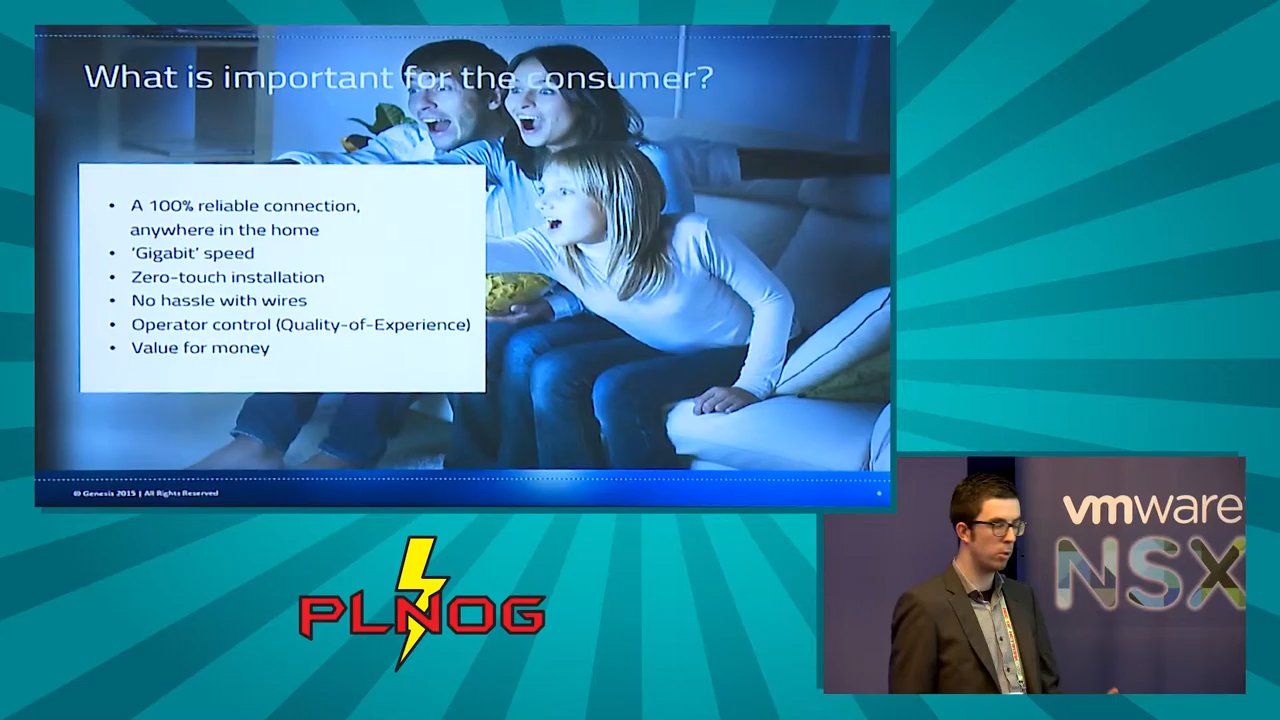 What is important for the consumer?
• A 100% reliable connection,
anywhere in the home
• 'Gigabit' speed
• Zero-touch installation
• No hassle with wires
• Operator control (Quality-of-Experience)
• Value for money
© Genesis 2015 | All Rights Reserved
PLNOG
vmware
NSX